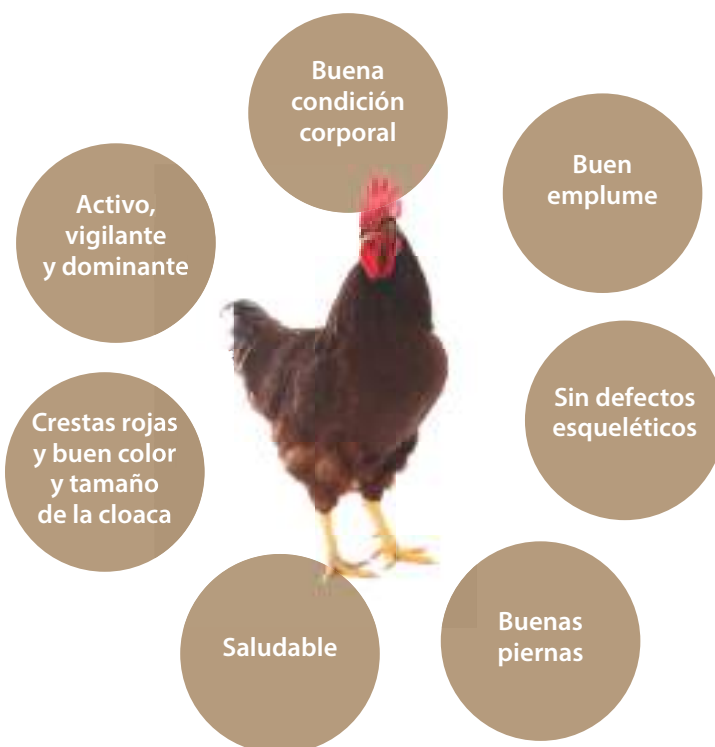 Buena
condición
corporal
Buen
emplume
Activo,
vigilante
y dominante
Sin defectos
esqueléticos
Crestas rojas
y buen color
y tamaño
de la cloaca
Buenas
piernas
Saludable